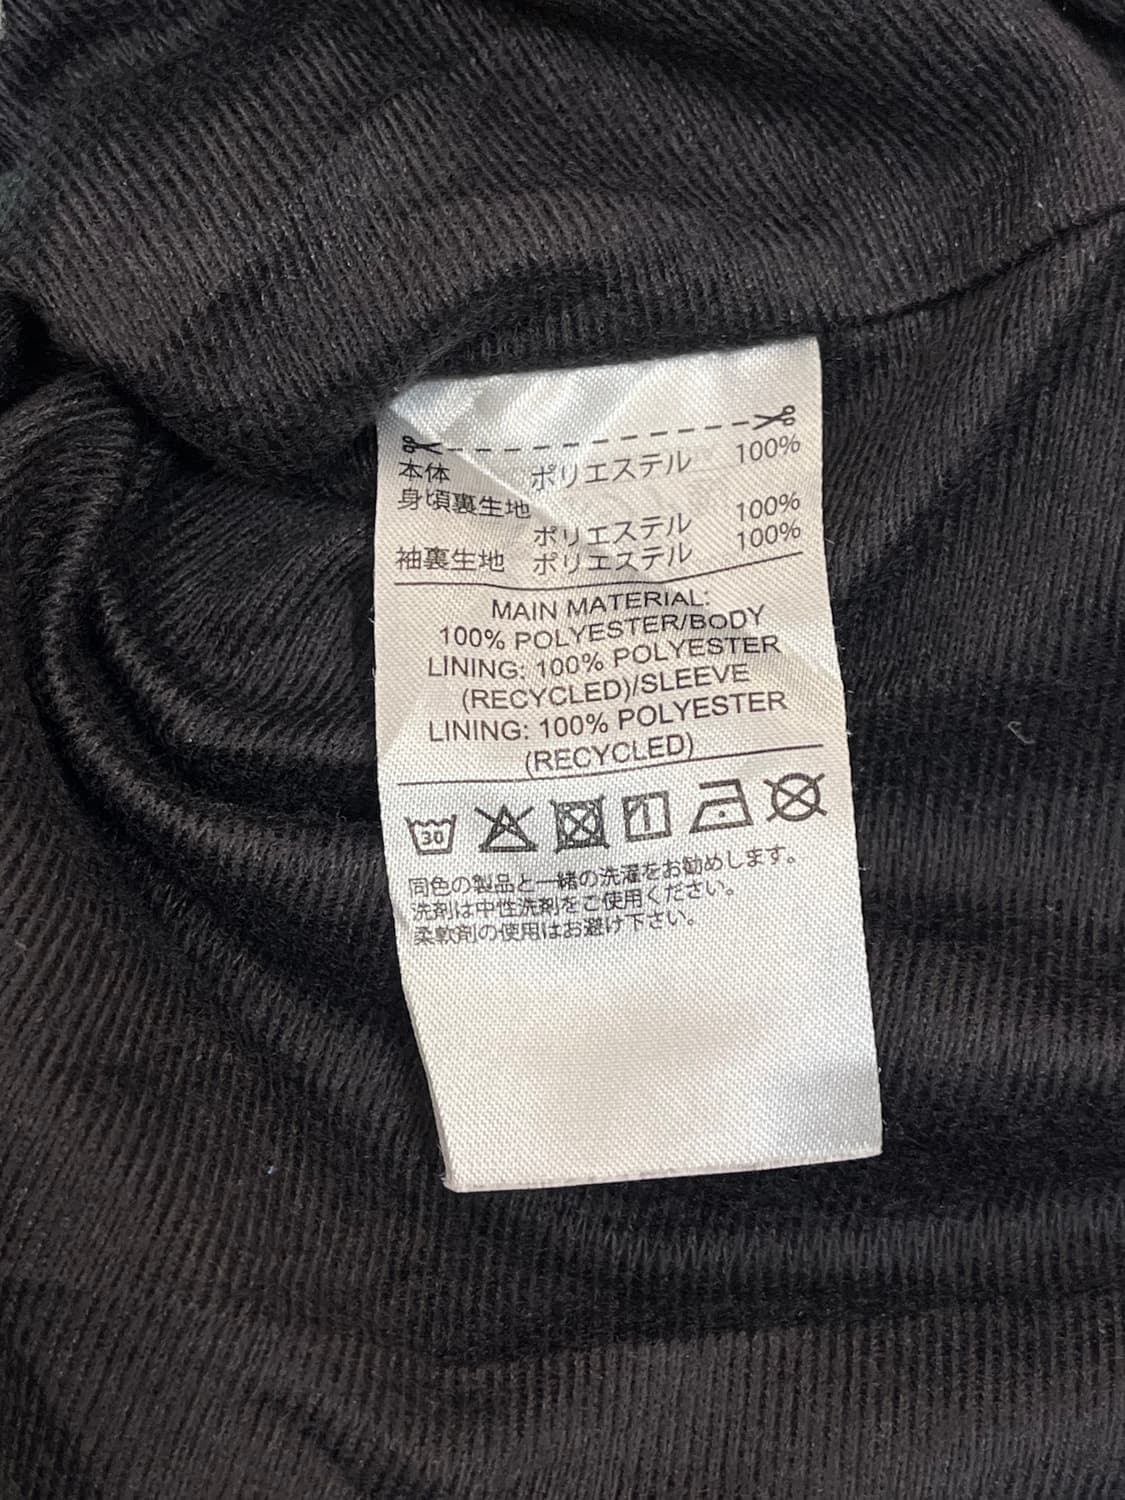 本体 ポリエステル 100%
身頃裏生地
ポリエステル 100%
袖裏生地 ポリエステル 100%
MAIN MATERIAL:
100% POLYESTER/BODY
LINING: 100% POLYESTER
(RECYCLED)/SLEEVE
LINING: 100% POLYESTER
(RECYCLED)
30
同色の製品と一緒の洗濯をお勧めします。
洗剤は中性洗剤をご使用ください。
柔軟剤の使用はお避け下さい。